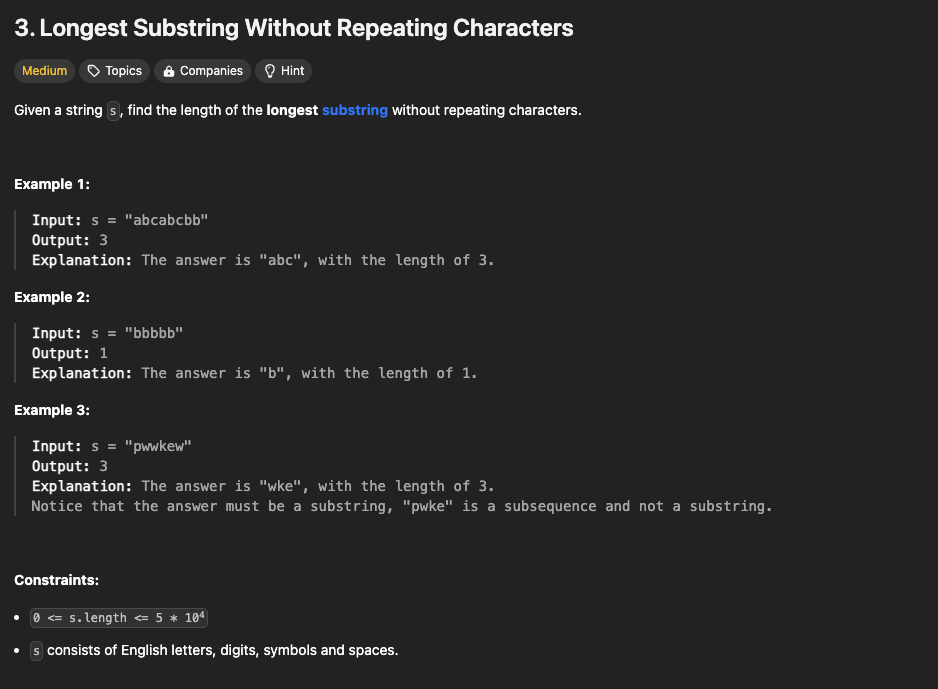 3. Longest Substring Without Repeating Characters
Medium Topics Companies Hint
Given a string s, find the length of the longest substring without repeating characters.
Example 1:
Input: s = "abcabcbb"
Output: 3
Explanation: The answer is "abc", with the length of 3.
Example 2:
Input: s = "bbbbb"
Output: 1
Explanation: The answer is "b", with the length of 1.
Example 3:
Input: s = "pwwkew"
Output: 3
Explanation: The answer is "wke", with the length of 3.
Notice that the answer must be a substring, "pwke" is a subsequence and not a substring.
Constraints:
• 0 <= s.length <= 5 * 10⁴
• s consists of English letters, digits, symbols and spaces.